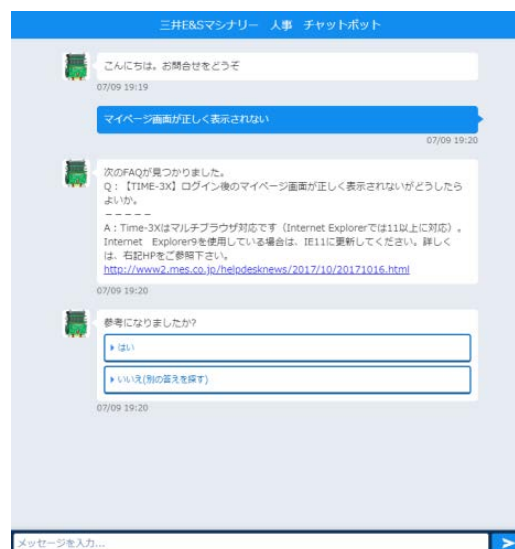 三井E&Sマシナリー　人事　チャットボット
こんにちは。お問合せをどうぞ
07/09 19:19
マイページ画面が正しく表示されない
07/09 19:20
次のFAQが見つかりました。
Q：【TIME-3X】ログイン後のマイページ画面が正しく表示されないがどうしたら
よいか。
－－－－－
A：Time-3Xはマルチブラウザ対応です（Internet Explorerでは11以上に対応）。
Internet　Explorer9を使用している場合は、IE11に更新してください。詳しく
は、右記HPをご参照下さい。
http://www2.mes.co.jp/helpdesknews/2017/10/20171016.html
07/09 19:20
参考になりましたか?
はい
いいえ(別の答えを探す)
07/09 19:20
メッセージを入力...